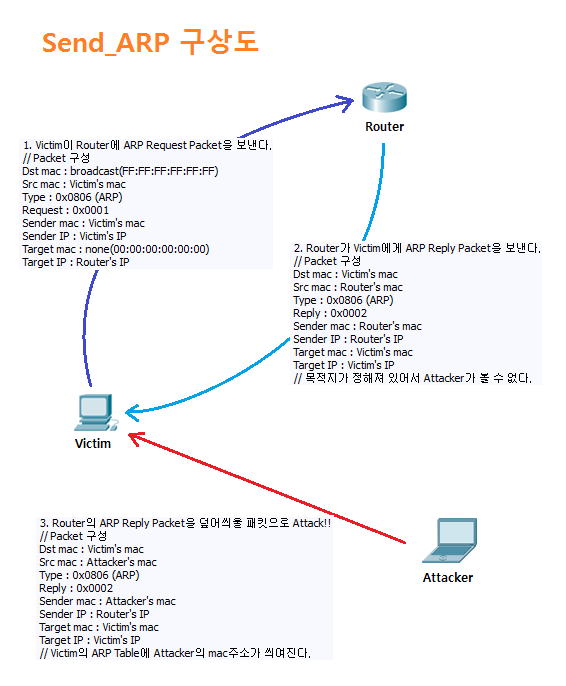 Send_ARP 구상도
Router
1. Victim이 Router에 ARP Request Packet을 보낸다.
// Packet 구성
Dst mac : broadcast(FF:FF:FF:FF:FF:FF)
Src mac : Victim's mac
Type : 0x0806 (ARP)
Request : 0x0001
Sender mac : Victim's mac
Sender IP : Victim's IP
Target mac : none(00:00:00:00:00:00)
Target IP : Router's IP
2. Router가 Victim에게 ARP Reply Packet을 보낸다.
// Packet 구성
Dst mac : Victim's mac
Src mac : Router's mac
Type : 0x0806 (ARP)
Reply : 0x0002
Sender mac : Router's mac
Sender IP : Router's IP
Target mac : Victim's mac
Target IP : Victim's IP
// 목적지가 정해져 있어서 Attacker가 볼 수 없다.
Victim
3. Router의 ARP Reply Packet을 덮어씌울 패킷으로 Attack!!
// Packet 구성
Dst mac : Victim's mac
Src mac : Attacker's mac
Type : 0x0806 (ARP)
Reply : 0x0002
Sender mac : Attacker's mac
Sender IP : Router's IP
Target mac : Victim's mac
Target IP : Victim's IP
// Victim의 ARP Table에 Attacker의 mac주소가 씌여진다.
Attacker